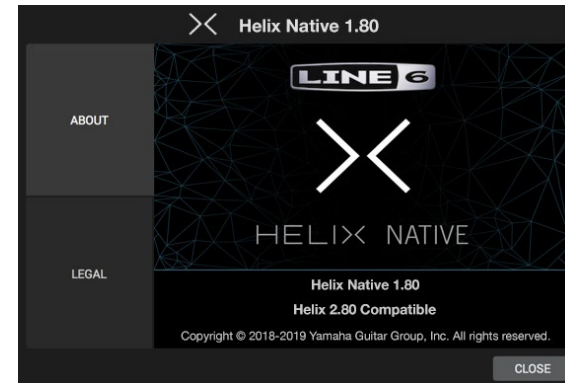 Helix Native 1.80
LINE 6
ABOUT
HELIX NATIVE
LEGAL
Helix Native 1.80
Helix 2.80 Compatible
Copyright © 2018-2019 Yamaha Guitar Group, Inc. All rights reserved.
CLOSE